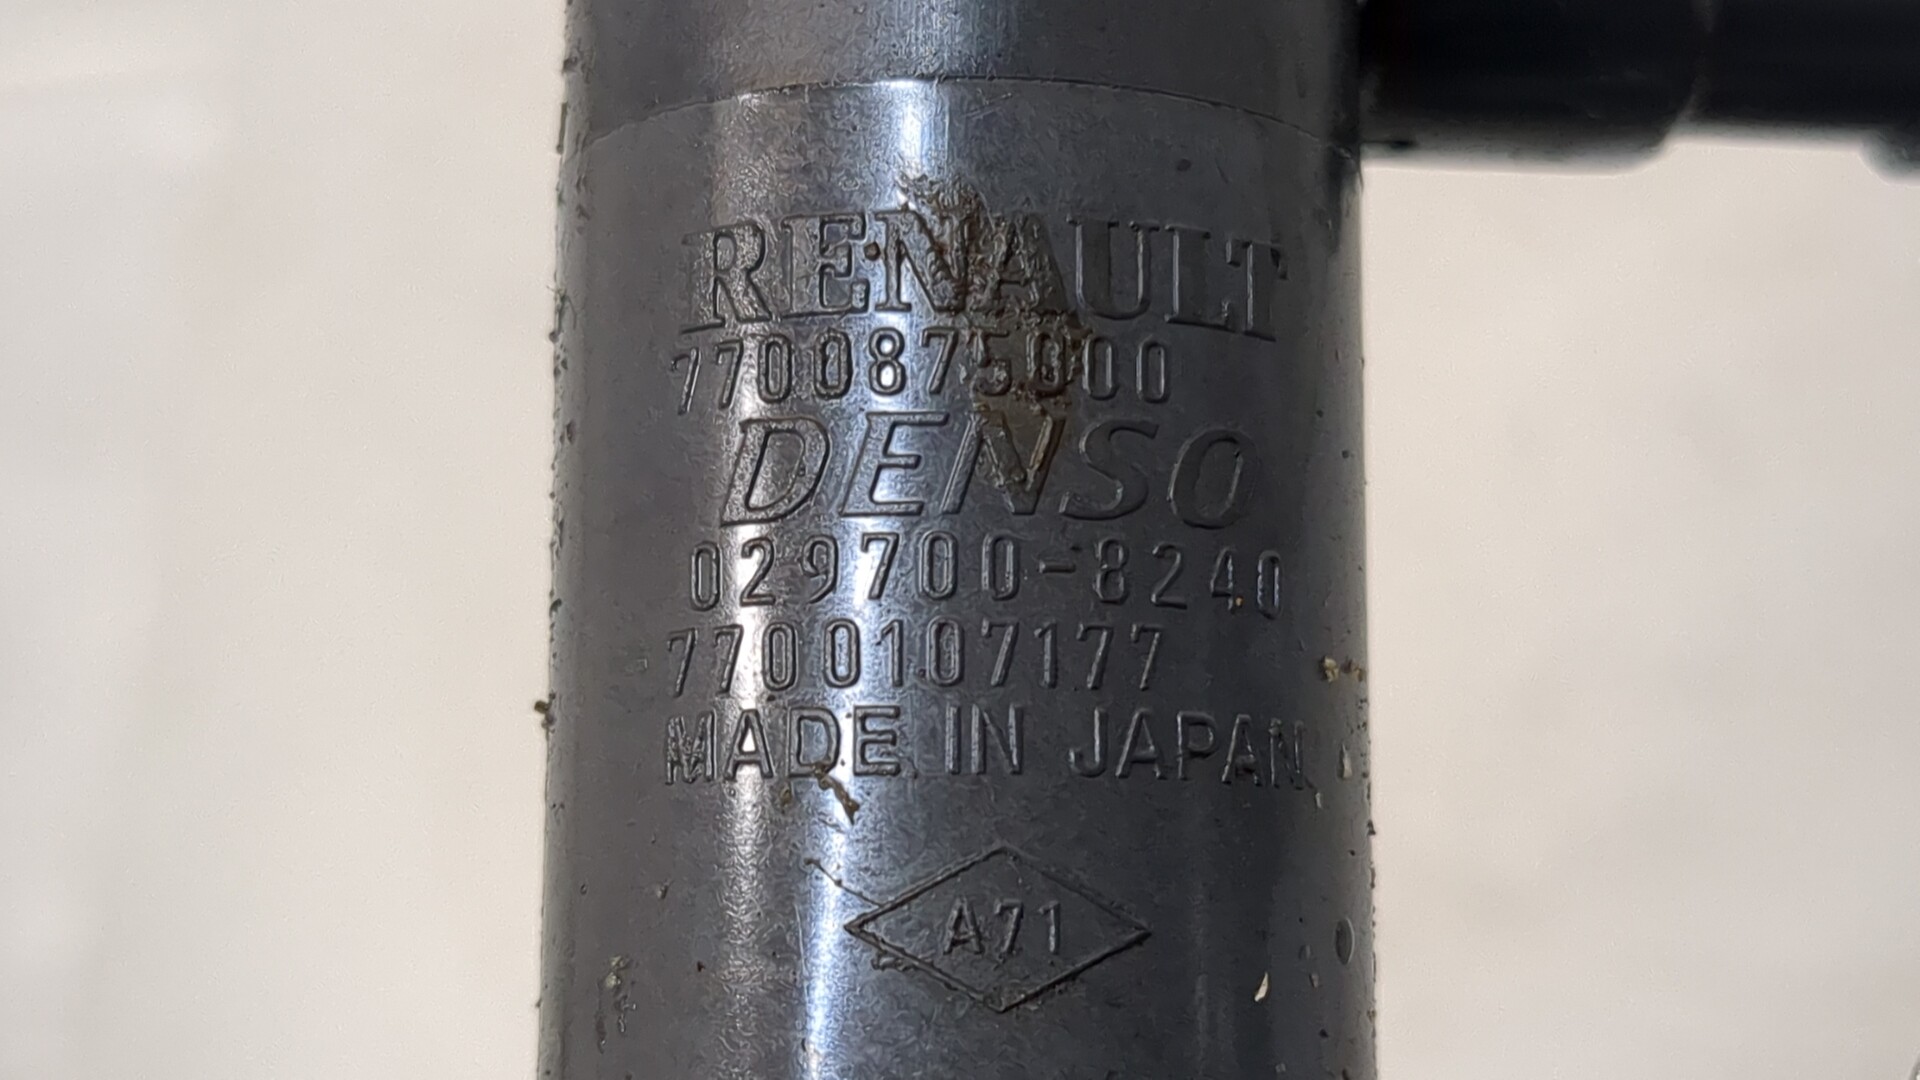 RENAULT
7700875000
DENSO
029700-8240
7700107177
MADE IN JAPAN
A71